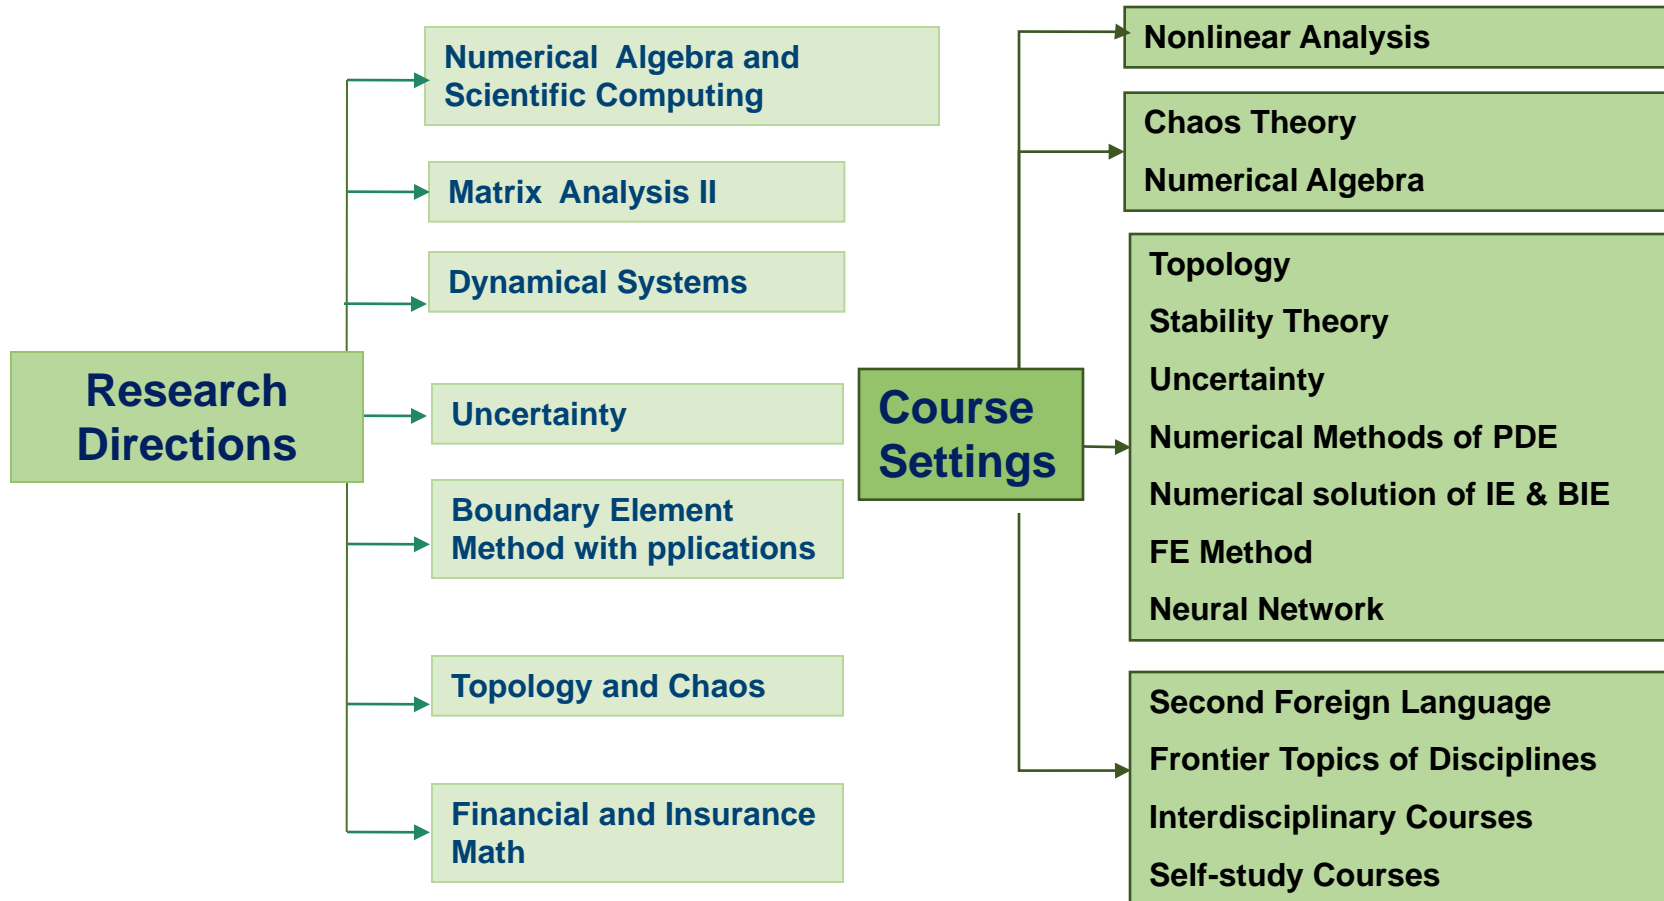 Research
Directions
Numerical Algebra and
Scientific Computing
Matrix Analysis II
Dynamical Systems
Uncertainty
Boundary Element
Method with pplications
Topology and Chaos
Financial and Insurance
Math
Course
Settings
Nonlinear Analysis
Chaos Theory
Numerical Algebra
Topology
Stability Theory
Uncertainty
Numerical Methods of PDE
Numerical solution of IE & BIE
FE Method
Neural Network
Second Foreign Language
Frontier Topics of Disciplines
Interdisciplinary Courses
Self-study Courses